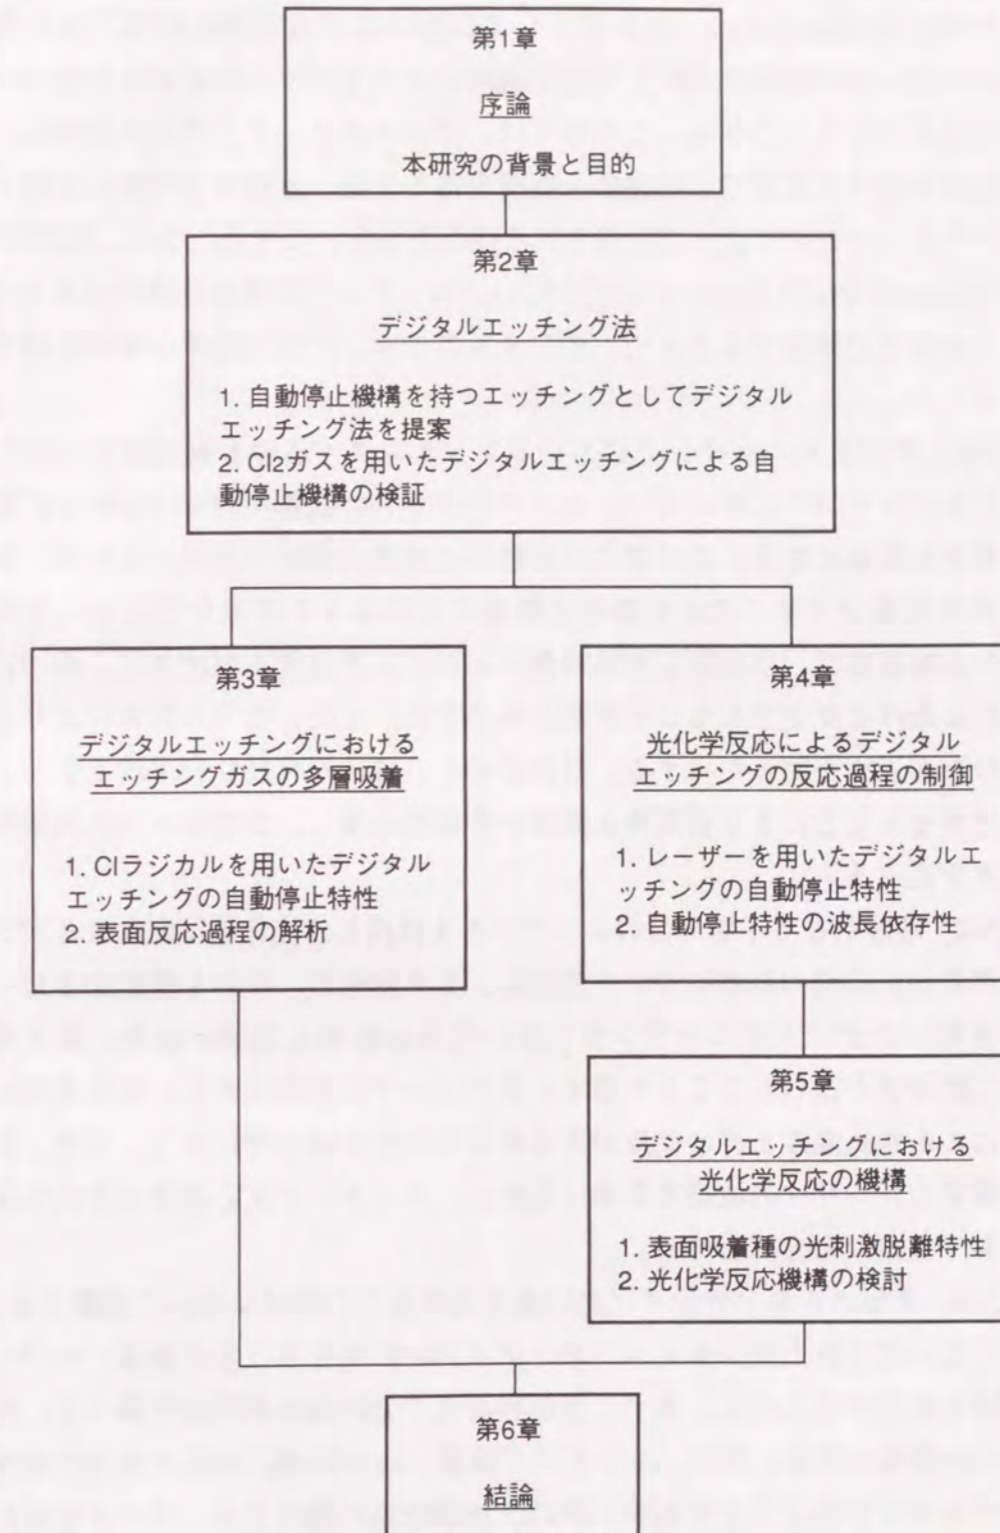 第1章
序論
本研究の背景と目的
第2章
デジタルエッチング法
1. 自動停止機構を持つエッチングとしてデジタル
エッチング法を提案
2. Cl2ガスを用いたデジタルエッチングによる自
動停止機構の検証
第3章
デジタルエッチングにおける
エッチングガスの多層吸着
1. Clラジカルを用いたデジタル
エッチングの自動停止特性
2. 表面反応過程の解析
第4章
光化学反応によるデジタル
エッチングの反応過程の制御
1. レーザーを用いたデジタルエ
ッチングの自動停止特性
2. 自動停止特性の波長依存性
第5章
デジタルエッチングにおける
光化学反応の機構
1. 表面吸着種の光刺激脱離特性
2. 光化学反応機構の検討
第6章
結論